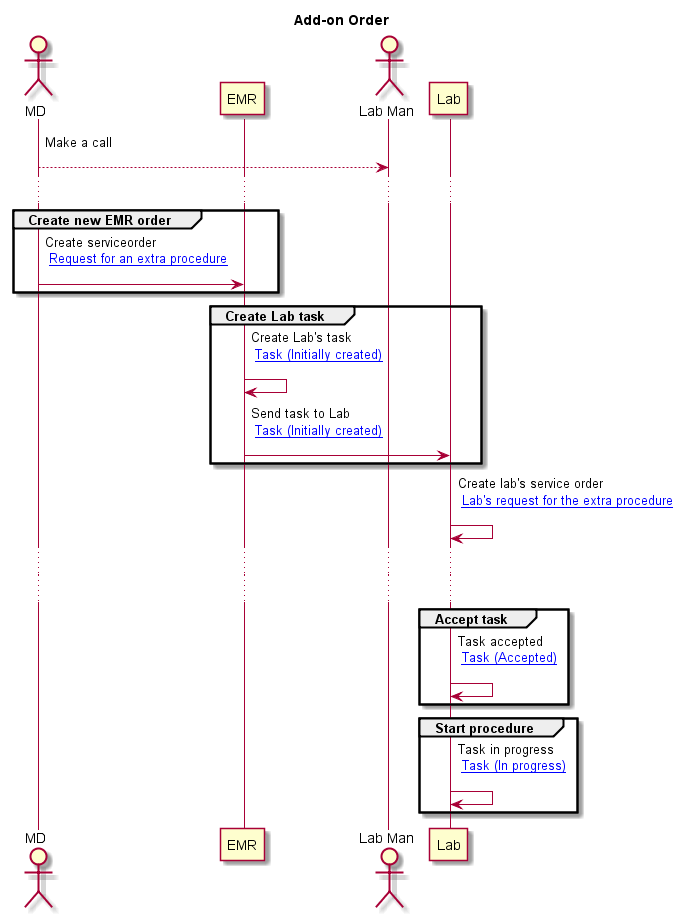 Add-on Order
MD
EMR
Lab Man
Lab
Make a call
Create new EMR order
Create serviceorder
Request for an extra procedure
Create Lab task
Create Lab's task
Task (Initially created)
Send task to Lab
Task (Initially created)
Create lab's service order
Lab's request for the extra procedure
Accept task
Task accepted
Task (Accepted)
Start procedure
Task in progress
Task (In progress)
MD
EMR
Lab Man
Lab